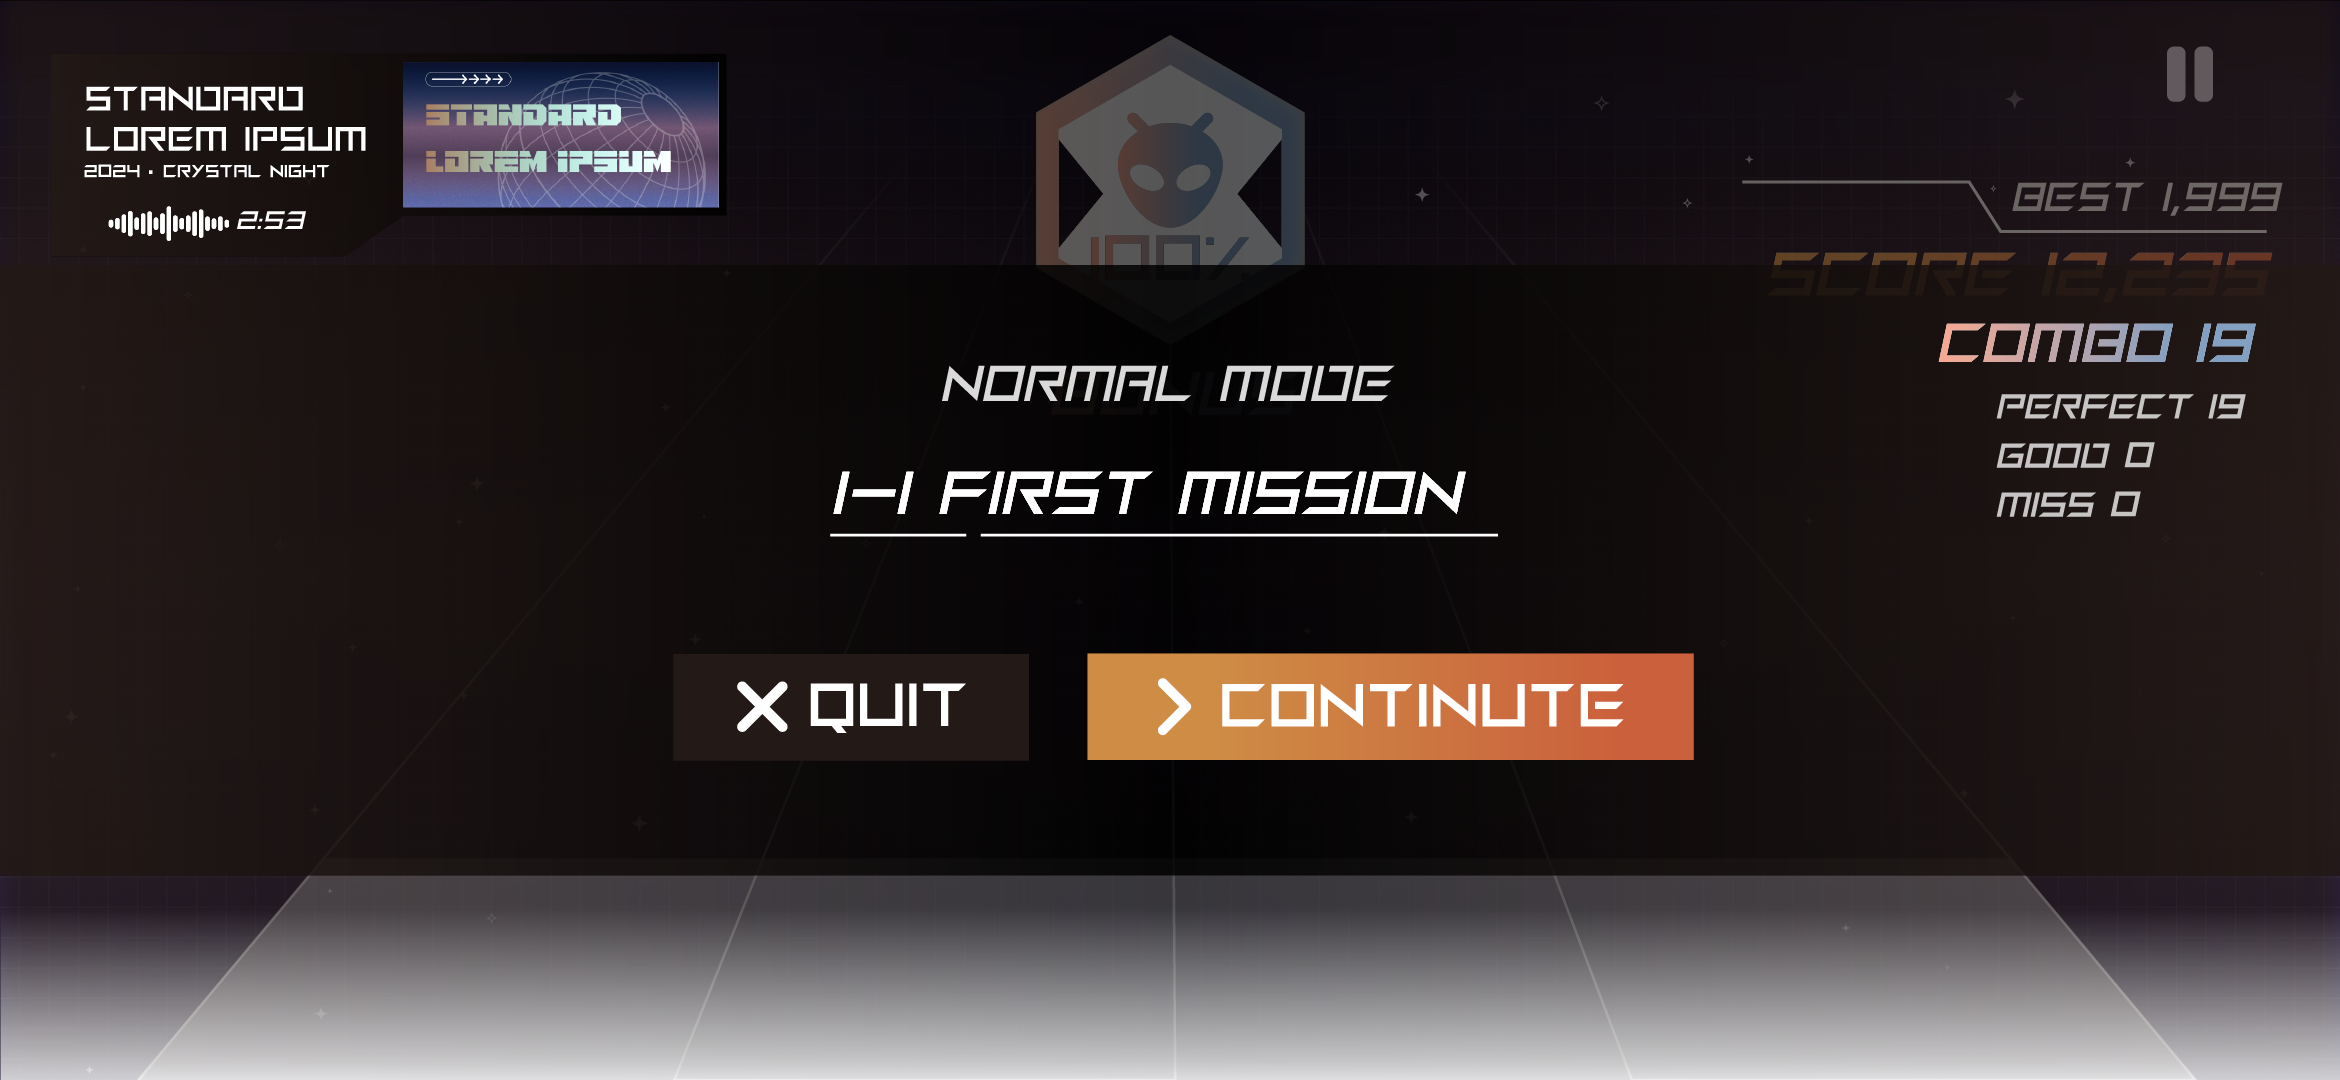 STANDARD
LOREM IPSUM
2024 • CRYSTAL NIGHT
2:53
STANDARD
LOREM IPSUM
100%
BEST 1,999
SCORE 12,235
COMBO 19
PERFECT 19
GOOD 0
MISS 0
NORMAL MODE
1-1 FIRST MISSION
QUIT
CONTINUTE